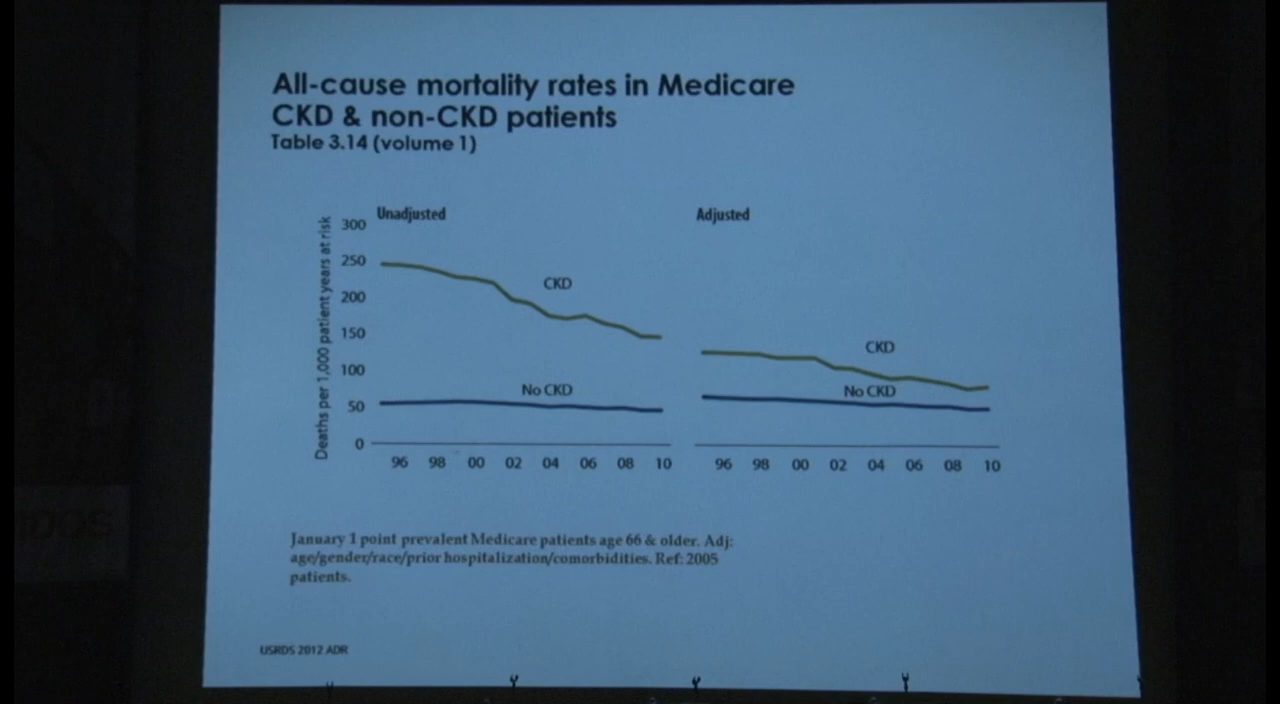 All-cause mortality rates in Medicare
CKD & non-CKD patients
Table 3.14 (volume 1)
Unadjusted
Adjusted
Deaths per 1,000 patient years at risk
300
250
200
150
100
50
0
CKD
No CKD
CKD
No CKD
96 98 00 02 04 06 08 10
96 98 00 02 04 06 08 10
January 1 point prevalent Medicare patients age 66 & older. Adj:
age/gender/race/prior hospitalization/comorbidities. Ref: 2005
patients.
USRDS 2012 ADR